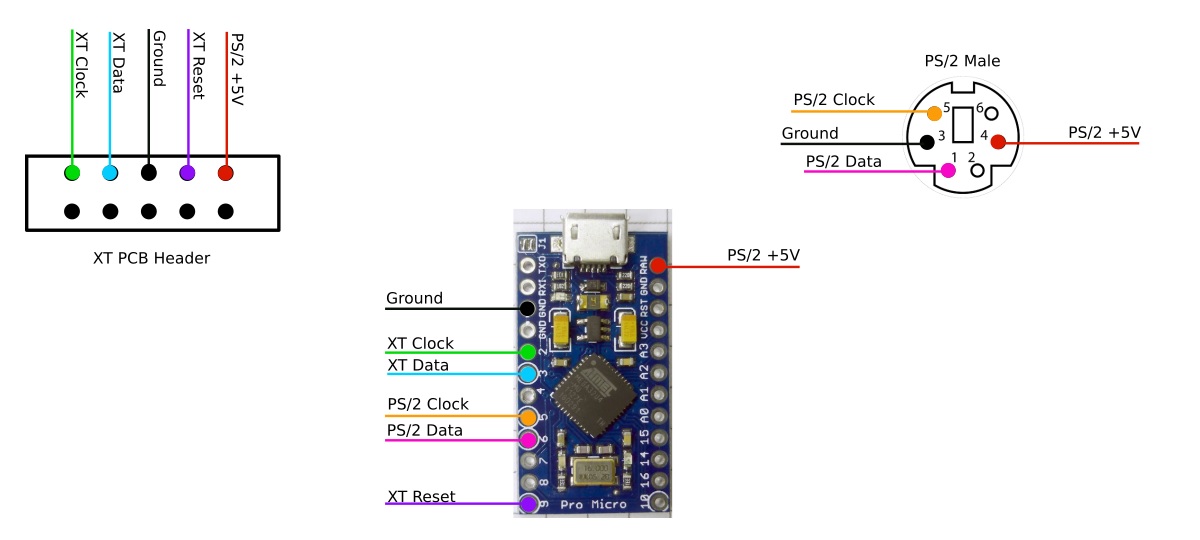 XT Clock
XT Data
Ground
XT Reset
PS/2 +5V
XT PCB Header
PS/2 Male
PS/2 Clock
5
6
Ground
3
4
PS/2 +5V
PS/2 Data
1
2
PS/2 +5V
Ground
XT Clock
XT Data
PS/2 Clock
PS/2 Data
XT Reset
J1
TXO
RXI
GND
GND
2
3
4
5
6
7
8
9
RAW
GND
RST
VCC
A3
A2
A1
A0
15
14
16
10
ATMEL
Pro Micro